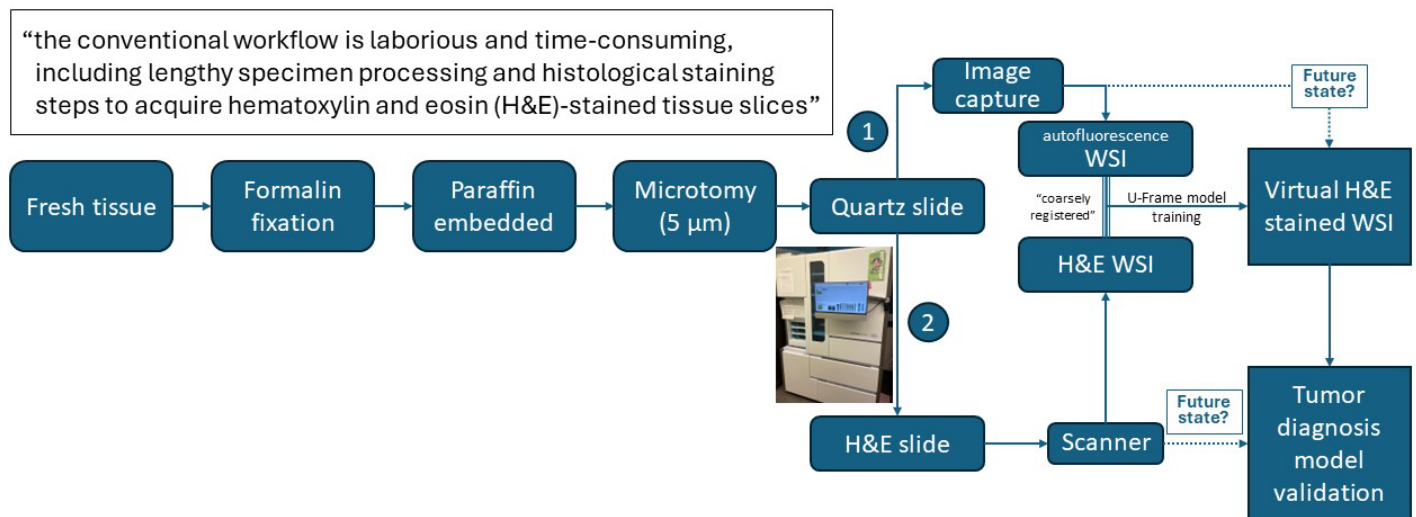 “the conventional workflow is laborious and time-consuming,
including lengthy specimen processing and histological staining
steps to acquire hematoxylin and eosin (H&E)-stained tissue slices”
Fresh tissue
Formalin
fixation
Paraffin
embedded
Microtomy
(5 μm)
Quartz slide
1
Image
capture
autofluorescence
WSI
Future
state?
“coarsely
registered”
U-Frame model
training
Virtual H&E
stained WSI
H&E WSI
2
H&E slide
Scanner
Future
state?
Tumor
diagnosis
model
validation